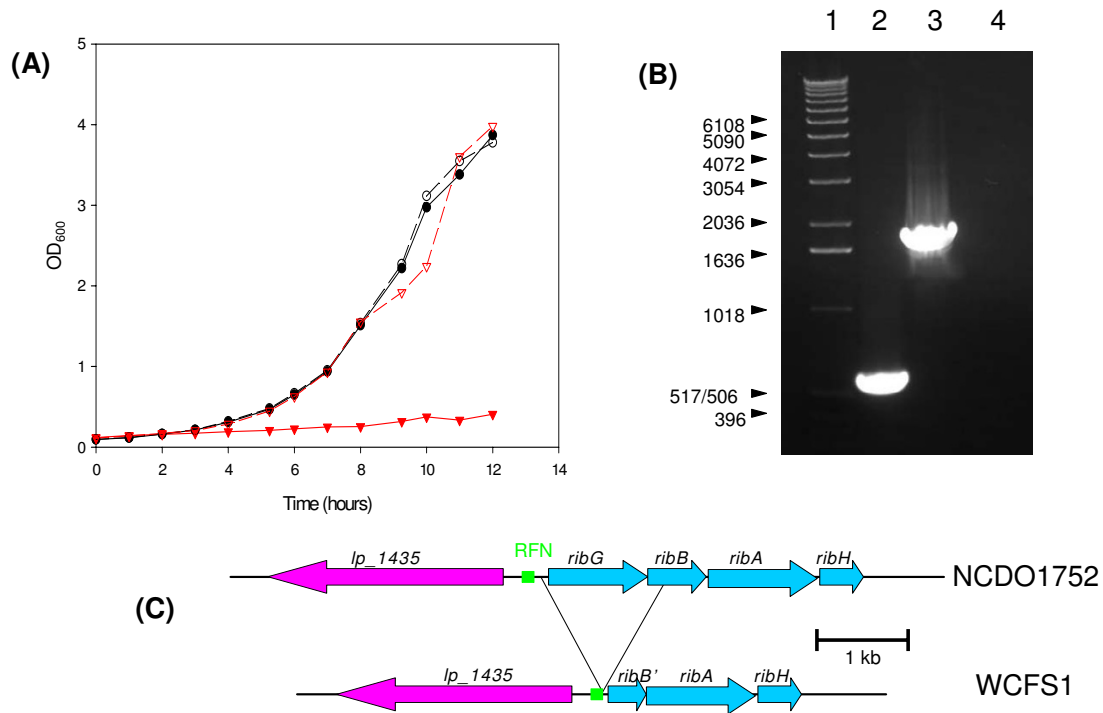 (A)
OD600
5
4
3
2
1
0
0 2 4 6 8 10 12 14
Time (hours)
(B)
1 2 3 4
6108
5090
4072
3054
2036
1636
1018
517/506
396
(C)
lp_1435 RFN ribG ribB ribA ribH
NCDO1752
1 kb
lp_1435 ribB’ ribA ribH
WCFS1